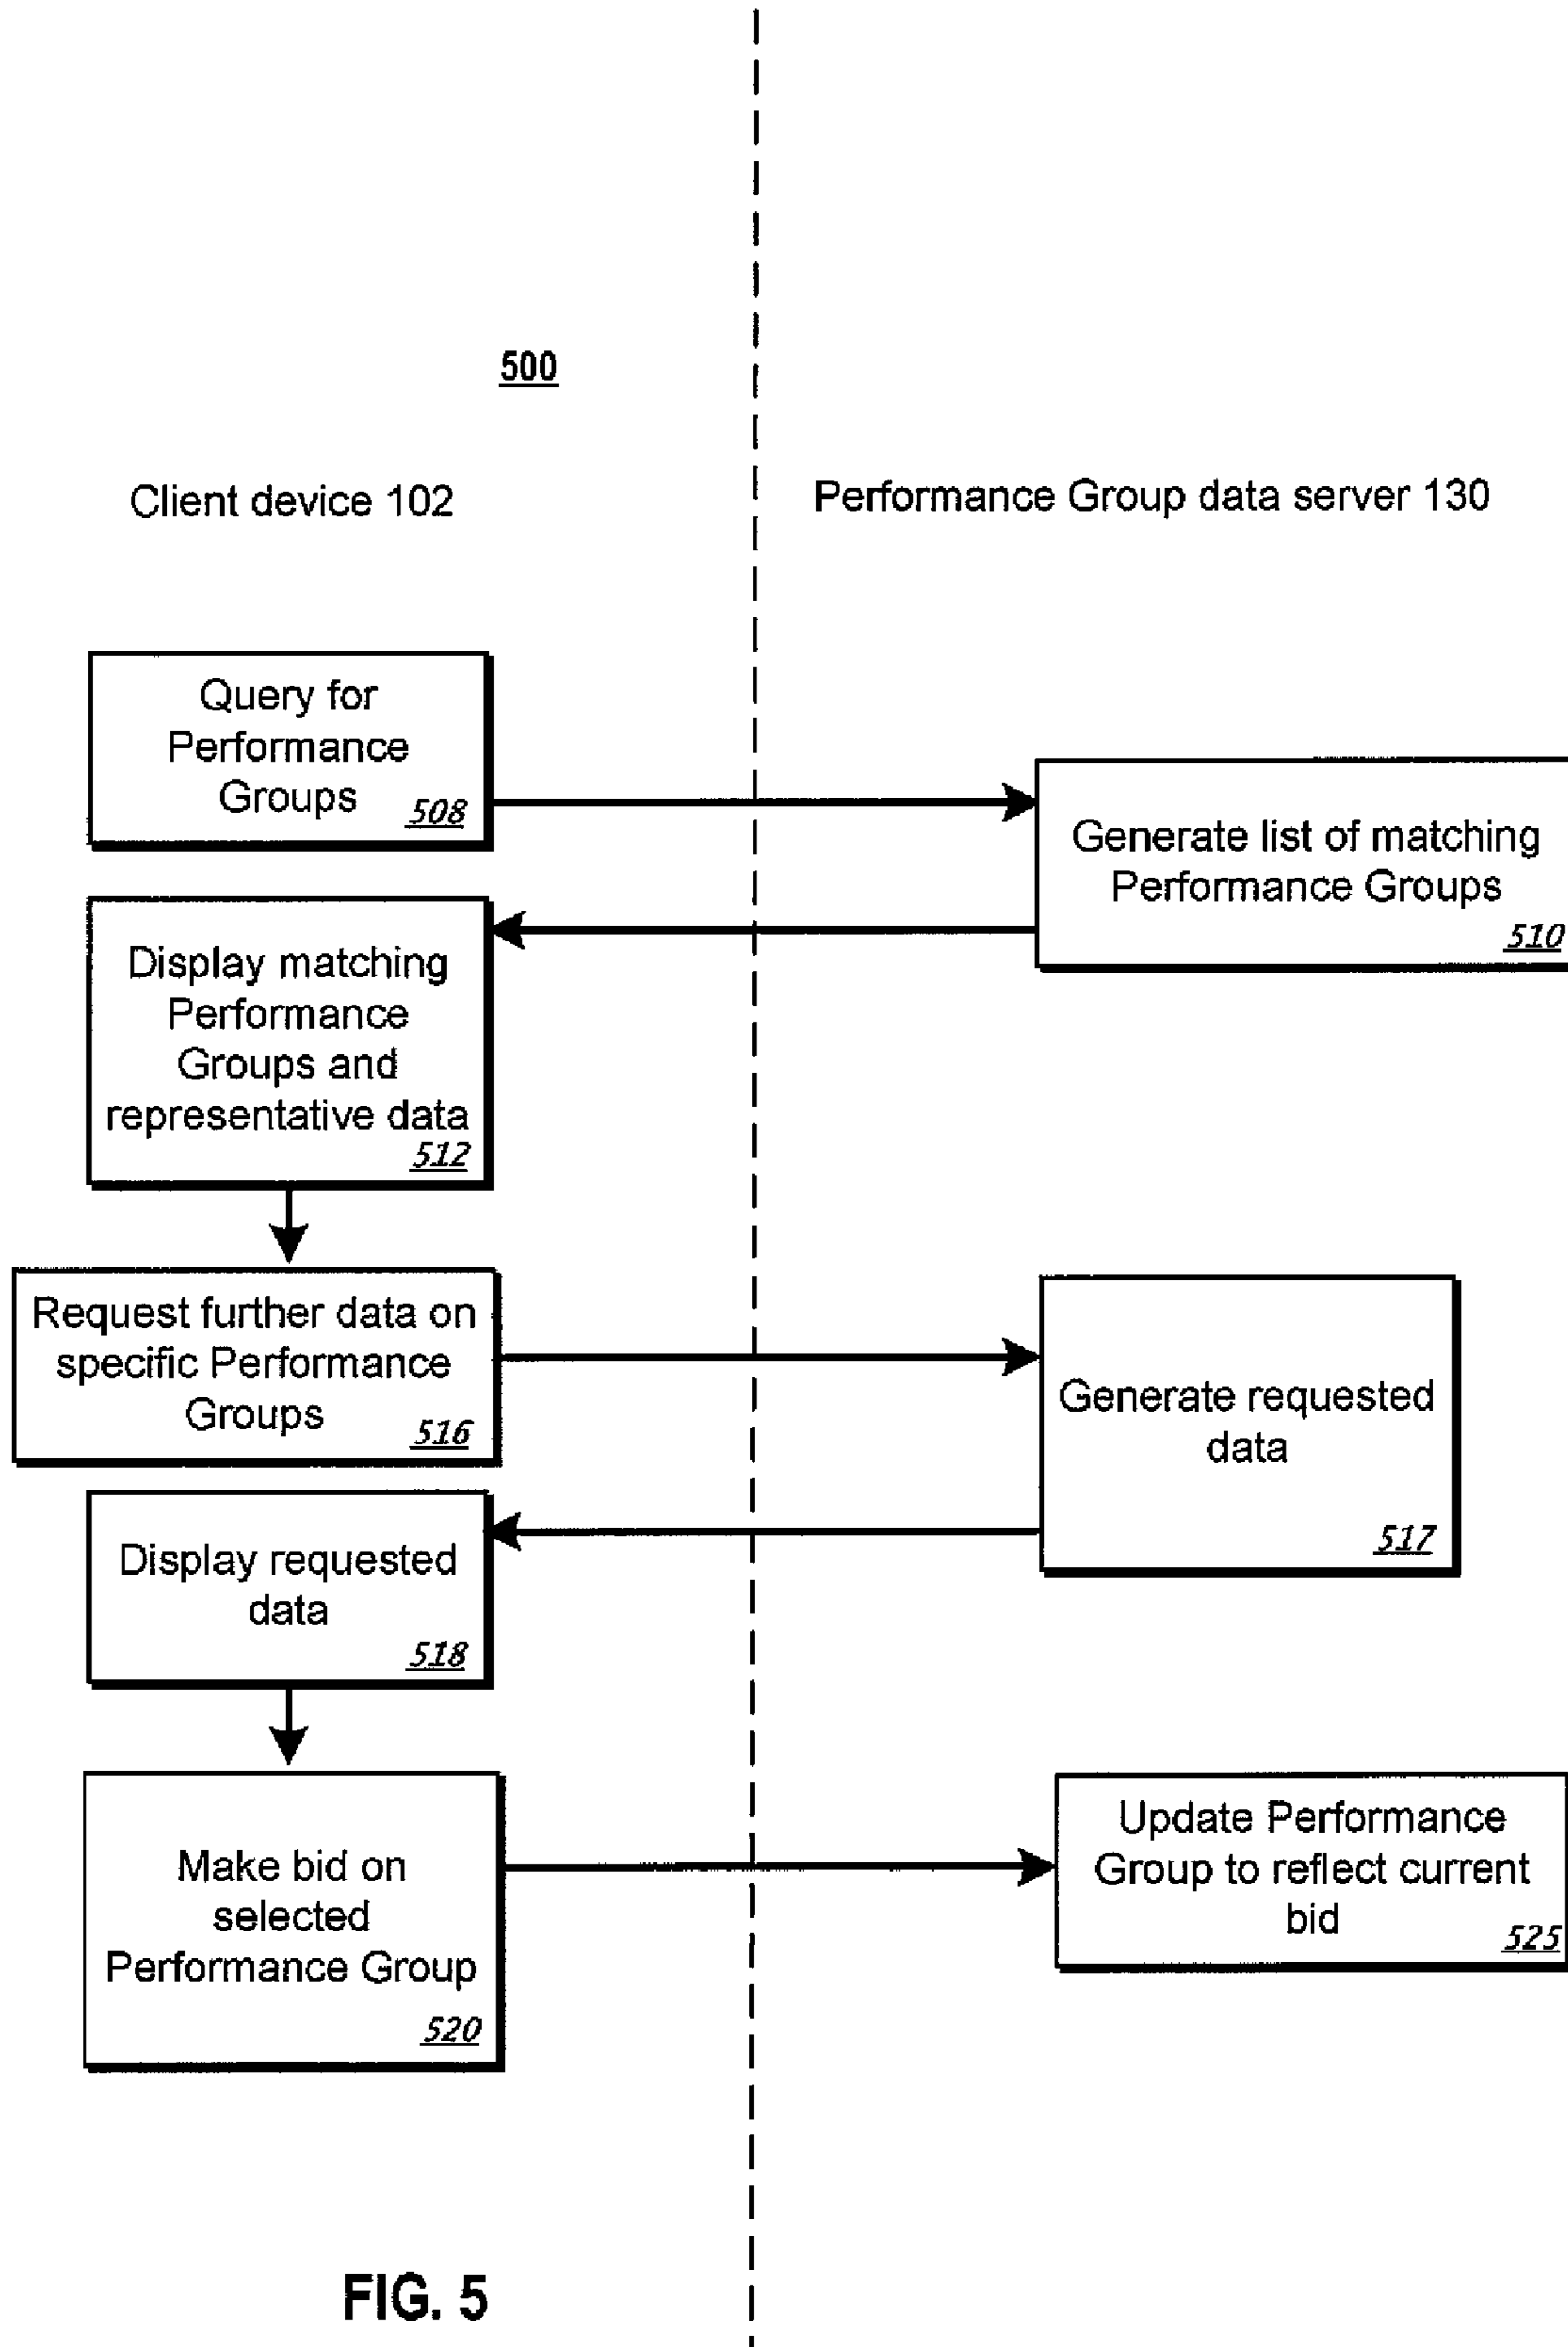 500
Client device 102
Performance Group data server 130
Query for
Performance
Groups
508
Generate list of matching
Performance Groups
510
Display matching
Performance
Groups and
representative data
512
Request further data on
specific Performance
Groups
516
Generate requested
data
517
Display requested
data
518
Make bid on
selected
Performance Group
520
Update Performance
Group to reflect current
bid
525
FIG. 5